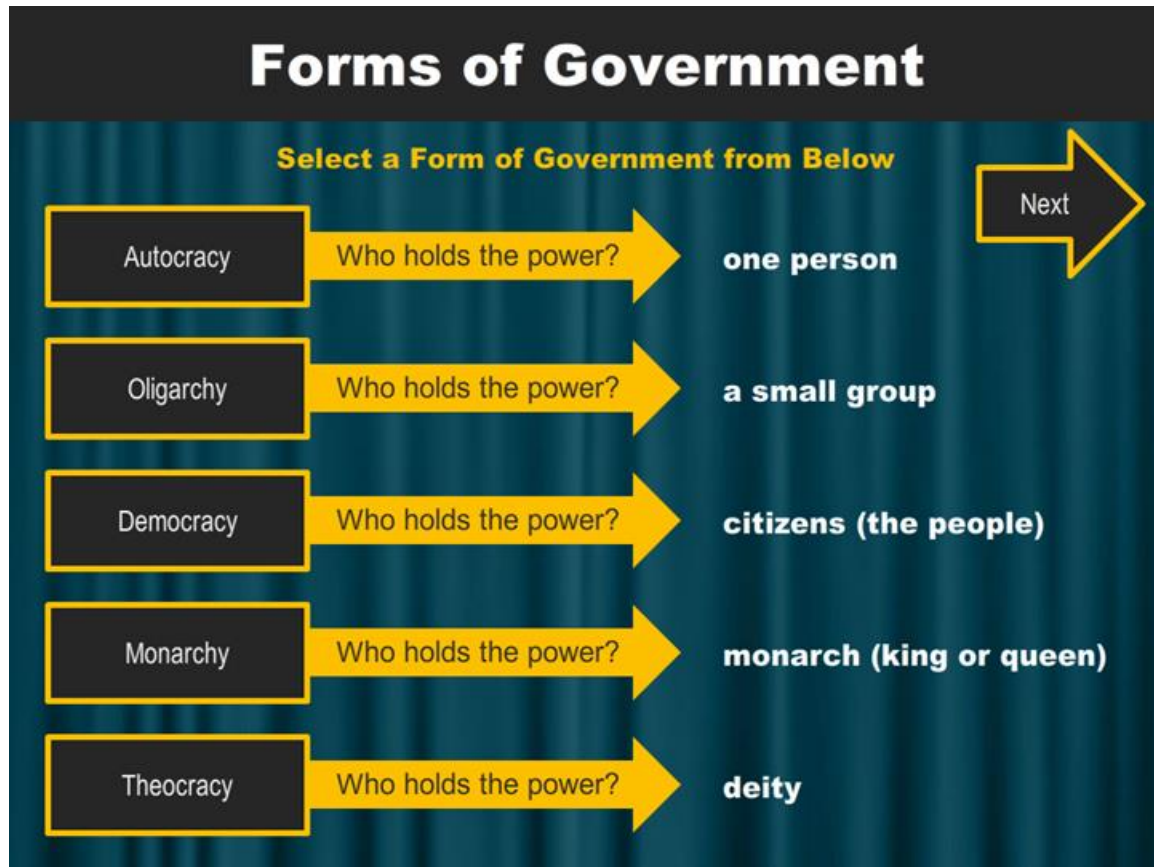 Forms of Government
Select a Form of Government from Below
Next
Autocracy
Who holds the power?
one person
Oligarchy
Who holds the power?
a small group
Democracy
Who holds the power?
citizens (the people)
Monarchy
Who holds the power?
monarch (king or queen)
Theocracy
Who holds the power?
deity